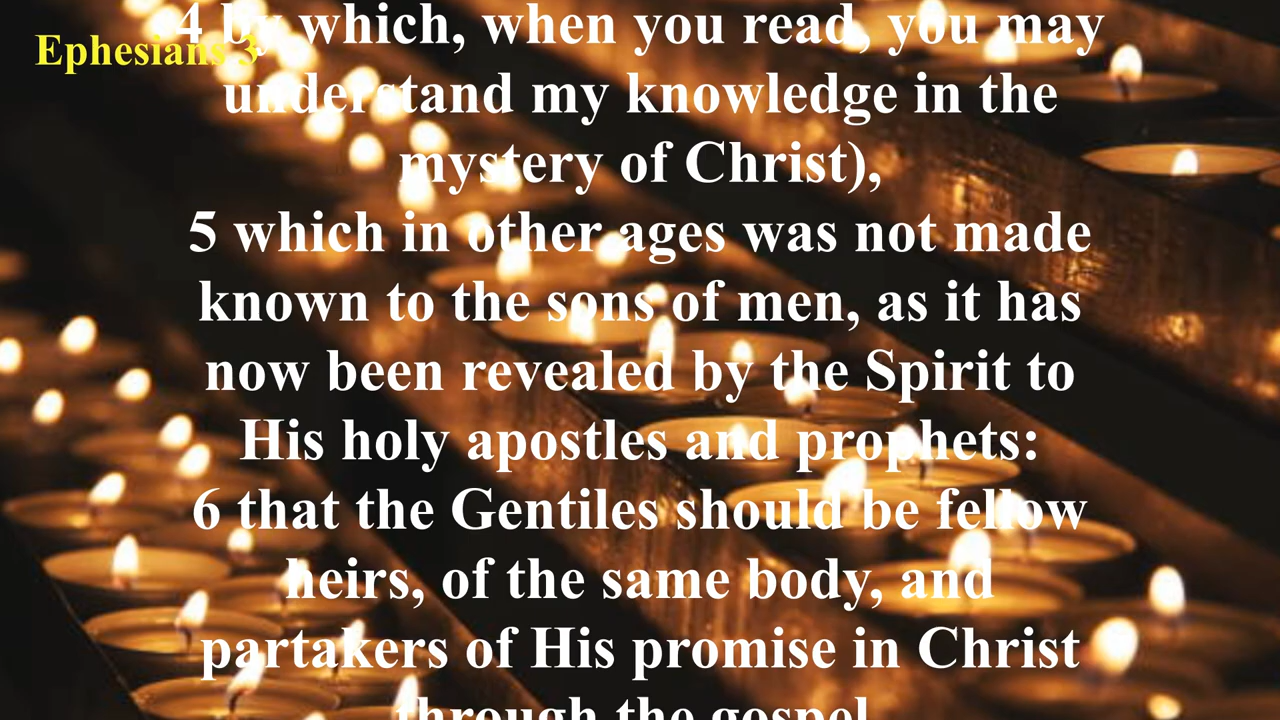 Ephesians 3
4 by which, when you read, you may
understand my knowledge in the
mystery of Christ),
5 which in other ages was not made
known to the sons of men, as it has
now been revealed by the Spirit to
His holy apostles and prophets:
6 that the Gentiles should be fellow
heirs, of the same body, and
partakers of His promise in Christ
through the gospel